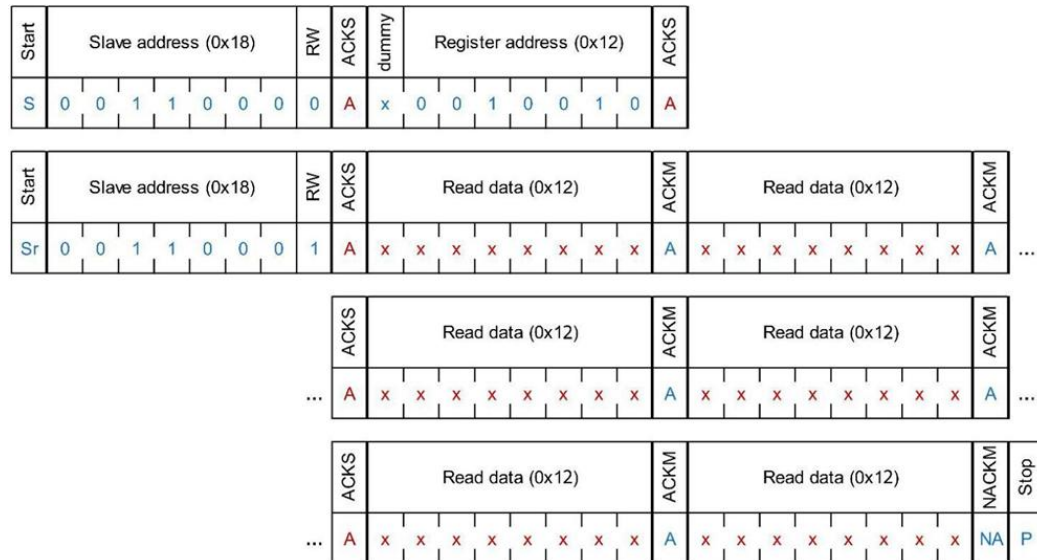 Start Slave address (0x18) RW ACKS dummy Register address (0x12) ACKS
S 0 0 1 1 0 0 0 0 A x 0 0 1 0 0 1 0 A
Start Slave address (0x18) RW ACKS Read data (0x12) ACKM Read data (0x12) ACKM
Sr 0 0 1 1 0 0 0 1 A x x x x x x x x A x x x x x x x x A ...
ACKS Read data (0x12) ACKM Read data (0x12) ACKM
... A x x x x x x x x A x x x x x x x x A ...
ACKS Read data (0x12) ACKM Read data (0x12) NACKM Stop
... A x x x x x x x x A x x x x x x x x NA P